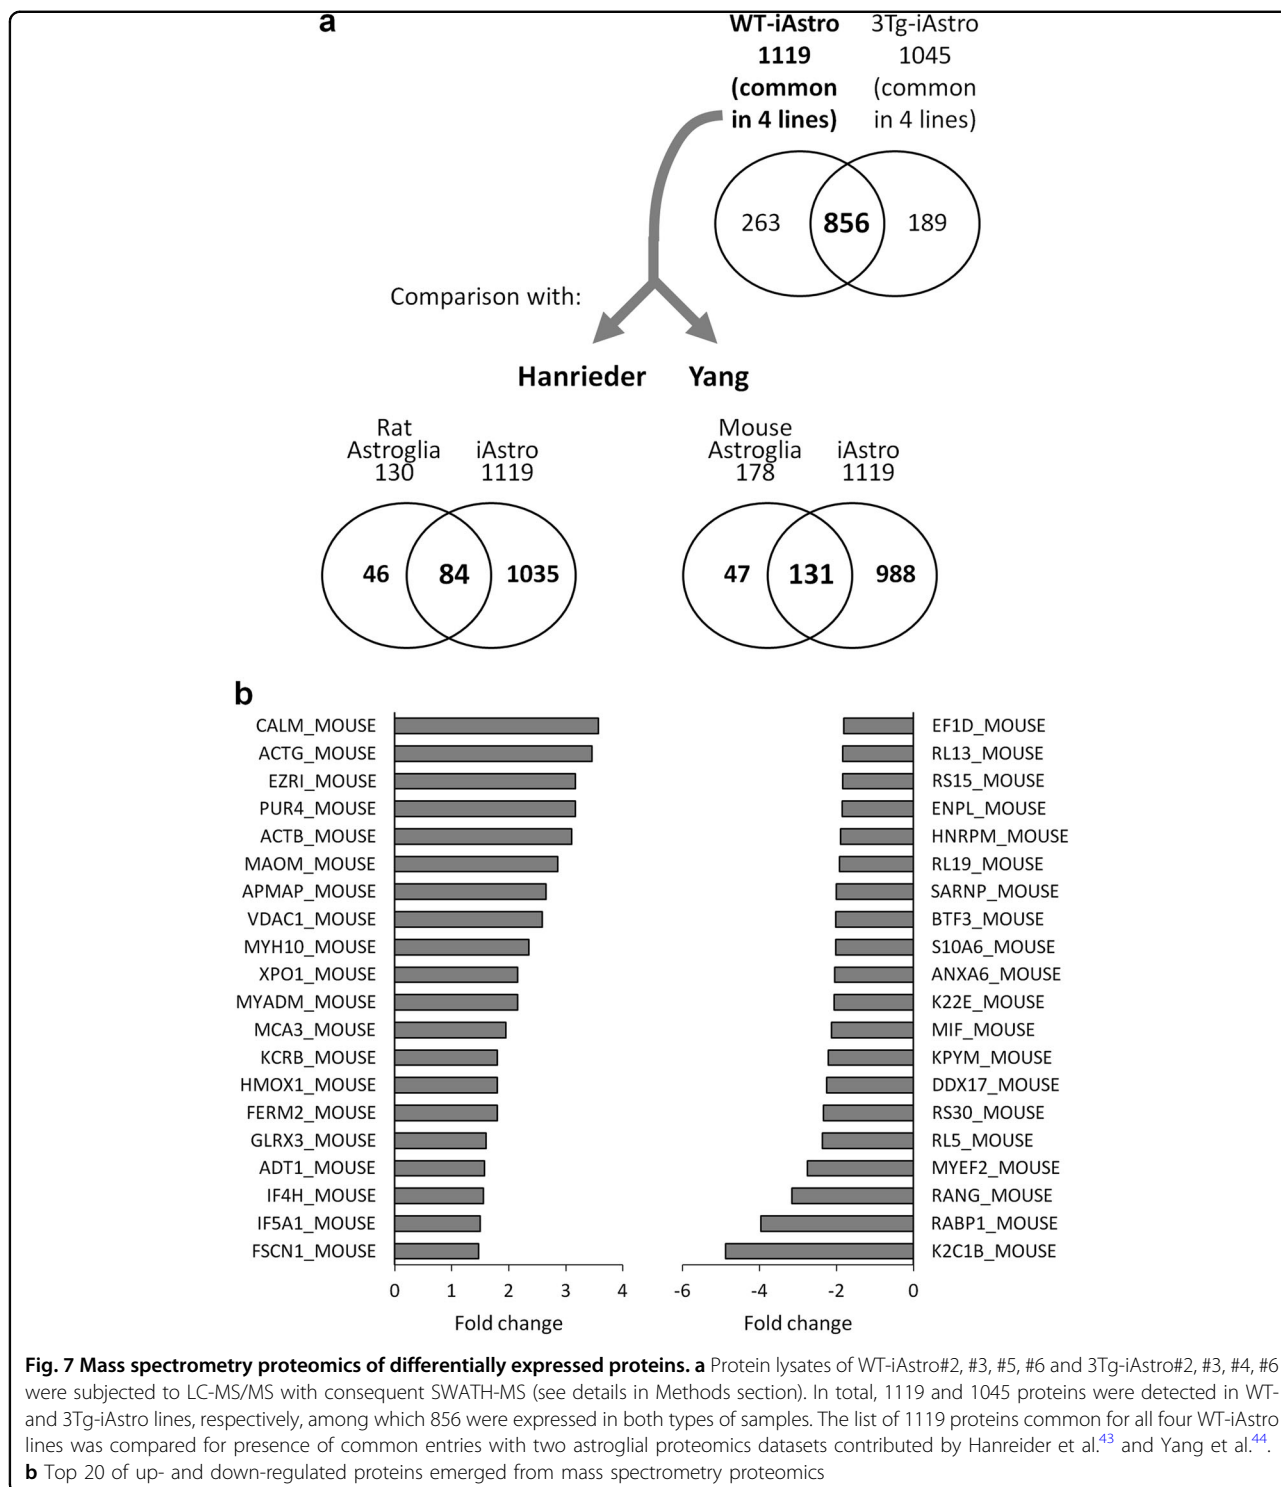 a
WT-iAstro 3Tg-iAstro
1119 1045
(common (common
in 4 lines) in 4 lines)
263 856 189
Comparison with:
Hanrieder Yang
Rat
Astroglia iAstro
130 1119
Mouse
Astroglia iAstro
178 1119
46 84 1035
47 131 988
b
CALM_MOUSE
ACTG_MOUSE
EZRI_MOUSE
PUR4_MOUSE
ACTB_MOUSE
MAOM_MOUSE
APMAP_MOUSE
VDAC1_MOUSE
MYH10_MOUSE
XPO1_MOUSE
MYADM_MOUSE
MCA3_MOUSE
KCRB_MOUSE
HMOX1_MOUSE
FERM2_MOUSE
GLRX3_MOUSE
ADT1_MOUSE
IF4H_MOUSE
IF5A1_MOUSE
FSCN1_MOUSE
0 1 2 3 4
Fold change
EF1D_MOUSE
RL13_MOUSE
RS15_MOUSE
ENPL_MOUSE
HNRPM_MOUSE
RL19_MOUSE
SARNP_MOUSE
BTF3_MOUSE
S10A6_MOUSE
ANXA6_MOUSE
K22E_MOUSE
MIF_MOUSE
KPYM_MOUSE
DDX17_MOUSE
RS30_MOUSE
RL5_MOUSE
MYEF2_MOUSE
RANG_MOUSE
RABP1_MOUSE
K2C1B_MOUSE
-6 -4 -2 0
Fold change
Fig. 7 Mass spectrometry proteomics of differentially expressed proteins. a Protein lysates of WT-iAstro#2, #3, #5, #6 and 3Tg-iAstro#2, #3, #4, #6
were subjected to LC-MS/MS with consequent SWATH-MS (see details in Methods section). In total, 1119 and 1045 proteins were detected in WT-
and 3Tg-iAstro lines, respectively, among which 856 were expressed in both types of samples. The list of 1119 proteins common for all four WT-iAstro
lines was compared for presence of common entries with two astroglial proteomics datasets contributed by Hanreider et al.43 and Yang et al.44.
b Top 20 of up- and down-regulated proteins emerged from mass spectrometry proteomics